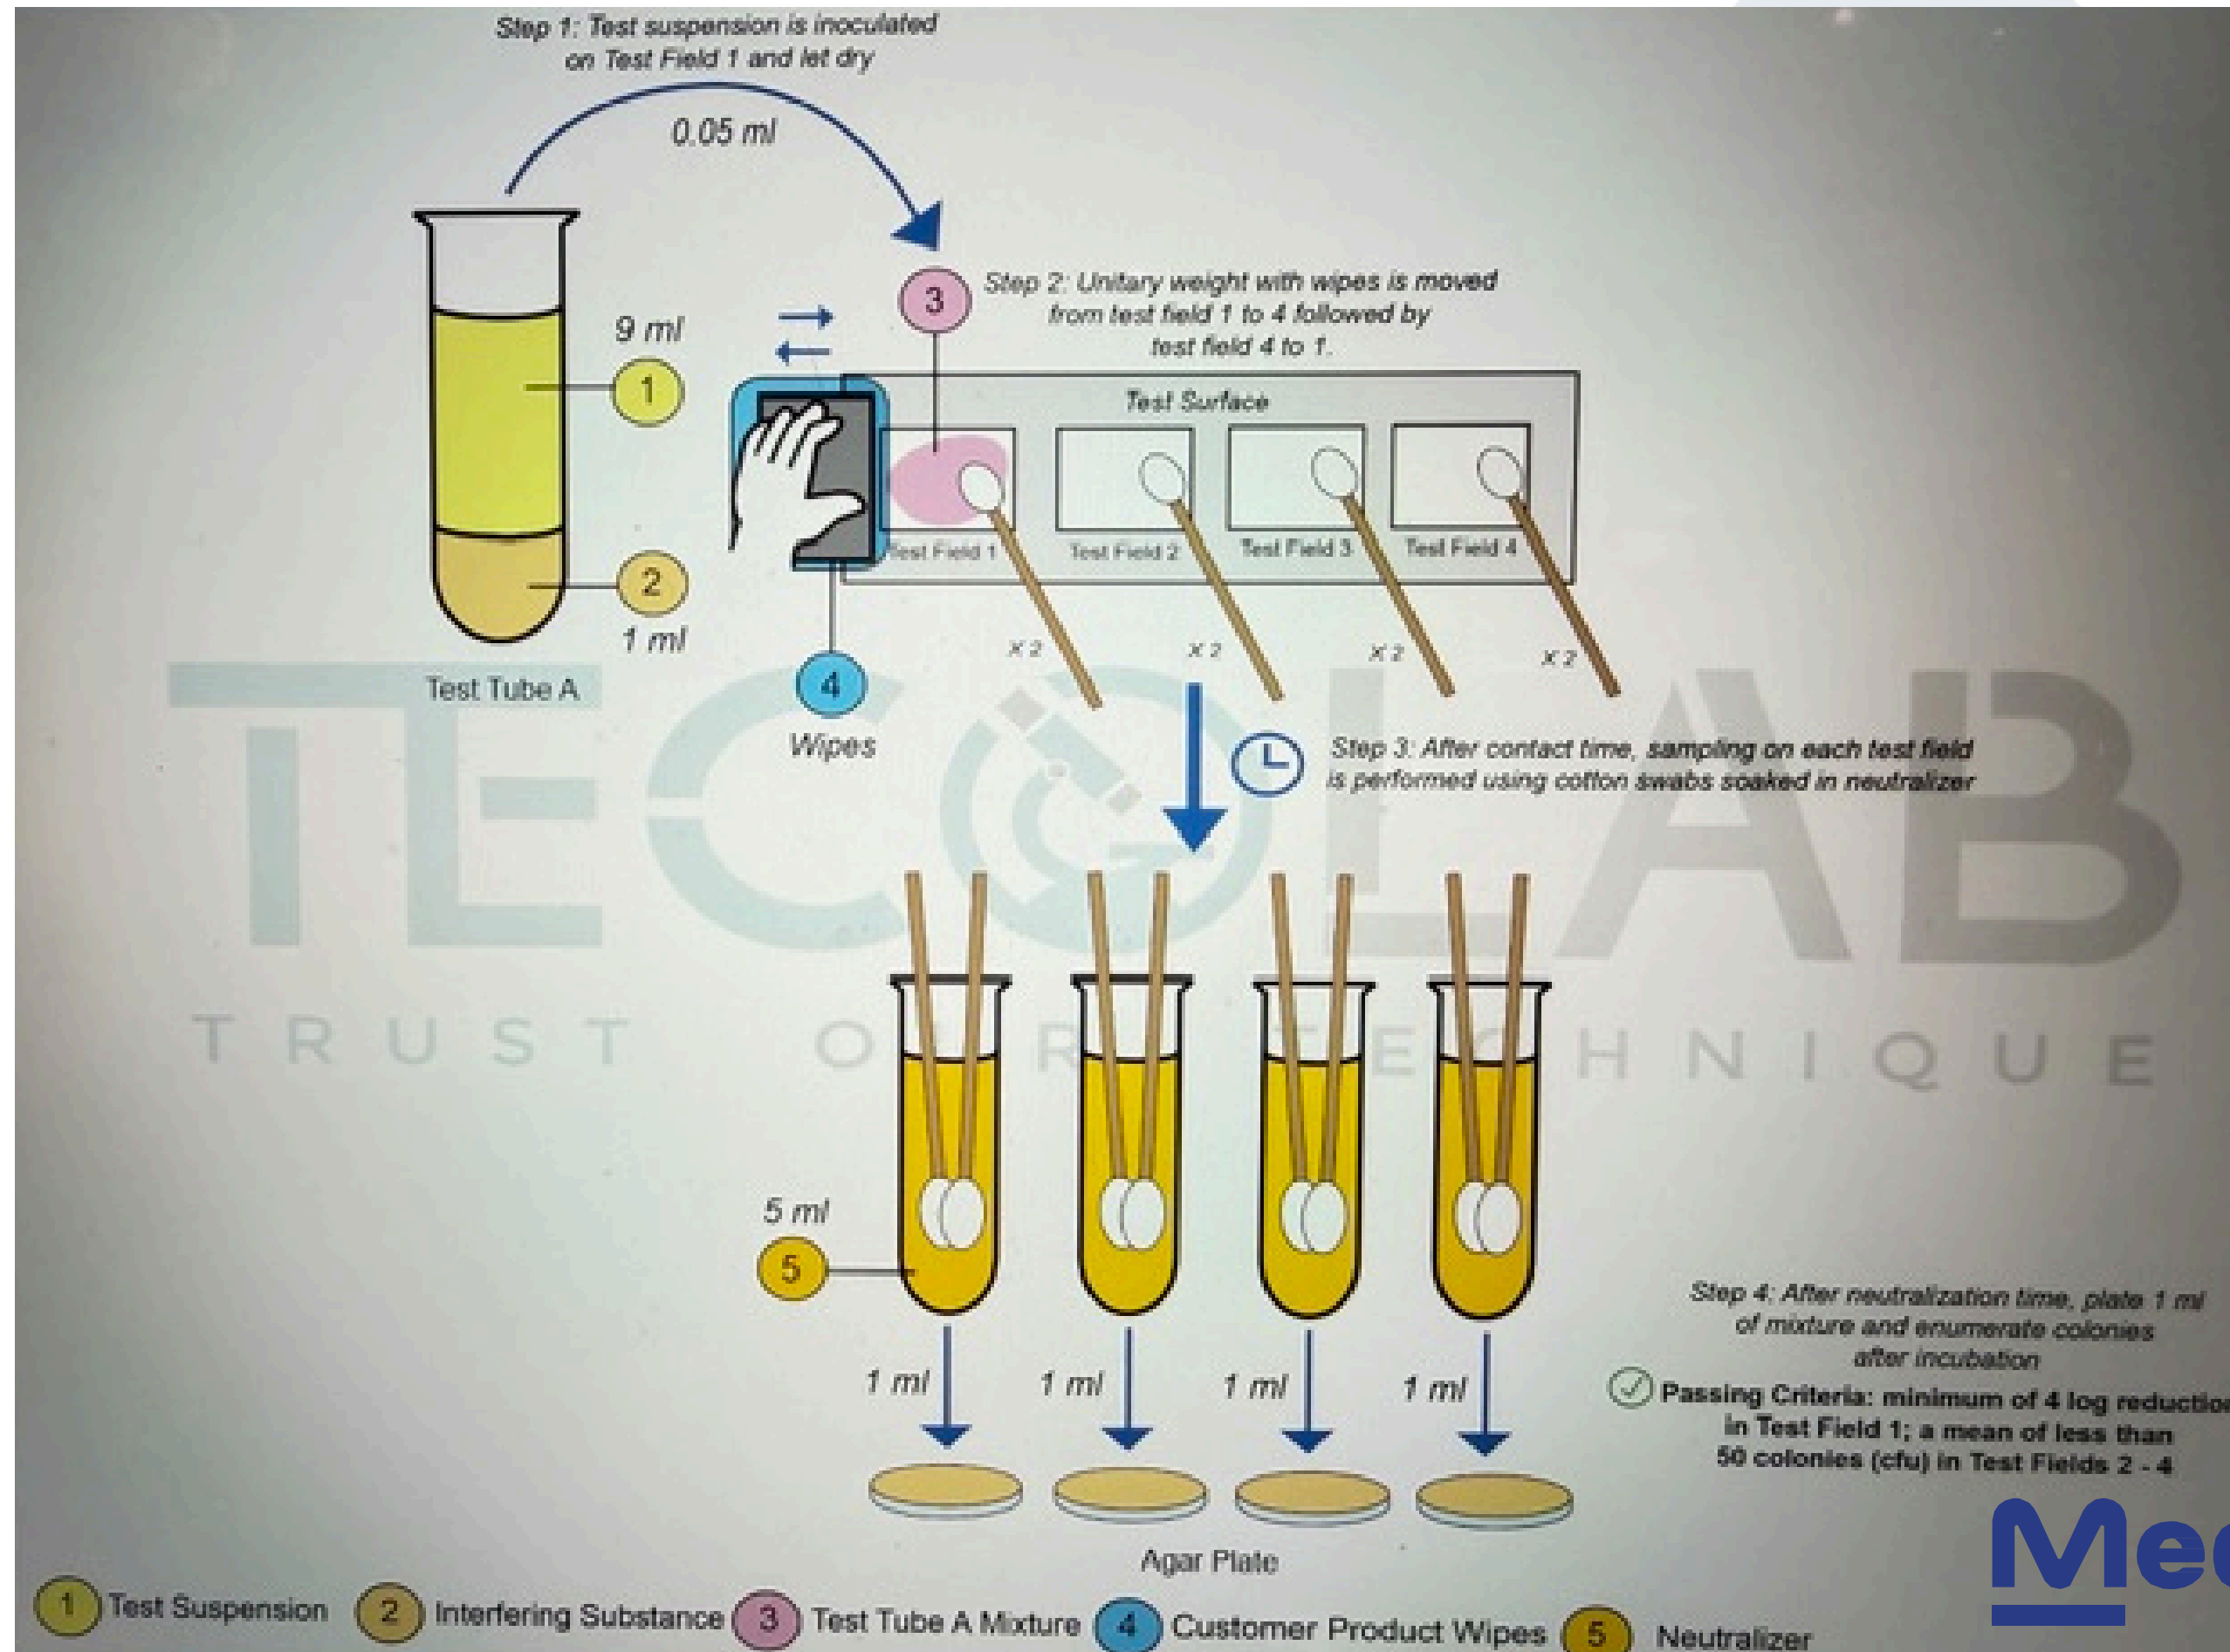 Step 1: Test suspension is inoculated
on Test Field 1 and let dry
0.05 ml
9 ml
1
2
1 ml
Test Tube A
3
Step 2: Unitary weight with wipes is moved
from test field 1 to 4 followed by
test field 4 to 1.
Test Surface
Test Field 1
Test Field 2
Test Field 3
Test Field 4
X 2
X 2
X 2
X 2
4
Wipes
Step 3: After contact time, sampling on each test field
is performed using cotton swabs soaked in neutralizer
TECOLAB
TRUST OUR TECHNIQUE
5 ml
5
1 ml
1 ml
1 ml
1 ml
Step 4: After neutralization time, plate 1 ml
of mixture and enumerate colonies
after incubation
Passing Criteria: minimum of 4 log reduction
in Test Field 1; a mean of less than
50 colonies (cfu) in Test Fields 2 - 4
Agar Plate
1 Test Suspension
2 Interfering Substance
3 Test Tube A Mixture
4 Customer Product Wipes
5 Neutralizer